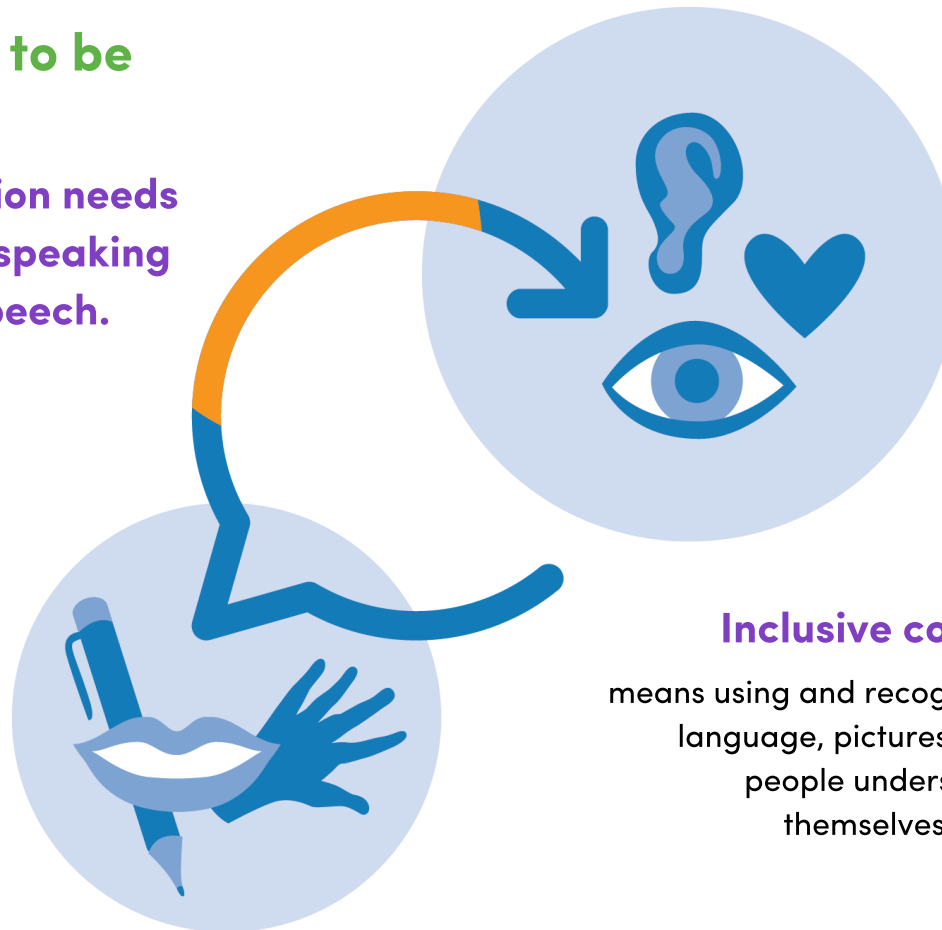 to be
ion needs
speaking
peech.
Inclusive co
means using and recog
language, pictures
people unders
themselves